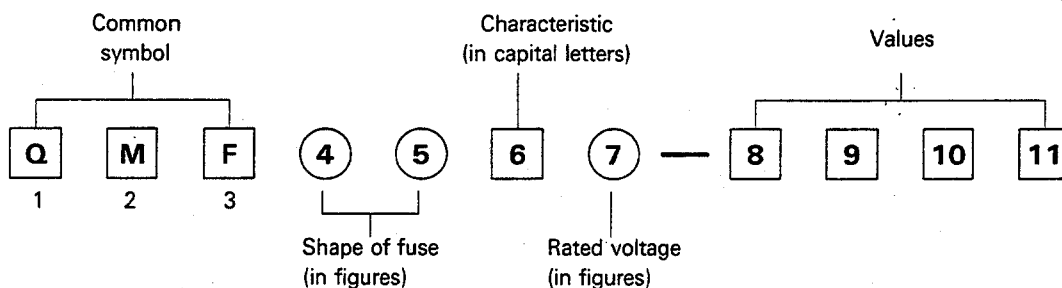 Common
symbol
Characteristic
(in capital letters)
Values
Q M F 4 5 6 7 — 8 9 10 11
1 2 3
Shape of fuse
(in figures)
Rated voltage
(in figures)